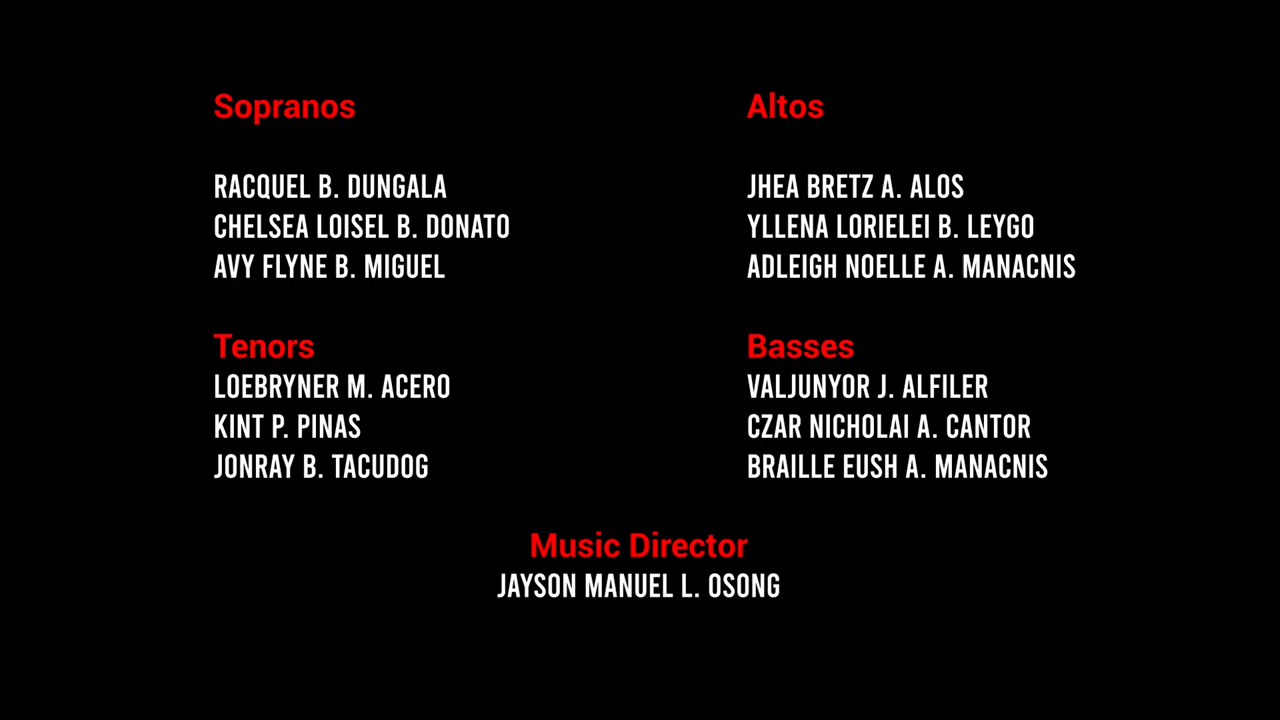 Sopranos
RACQUEL B. DUNGALA
CHELSEA LOISEL B. DONATO
AVY FLYNE B. MIGUEL
Altos
JHEA BRETZ A. ALOS
YLLENA LORIELEI B. LEYGO
ADLEIGH NOELLE A. MANACNIS
Tenors
LOEBRYNER M. ACERO
KINT P. PINAS
JONRAY B. TACUDOG
Basses
VALJUNYOR J. ALFILER
CZAR NICHOLAI A. CANTOR
BRAILLE EUSH A. MANACNIS
Music Director
JAYSON MANUEL L. OSONG